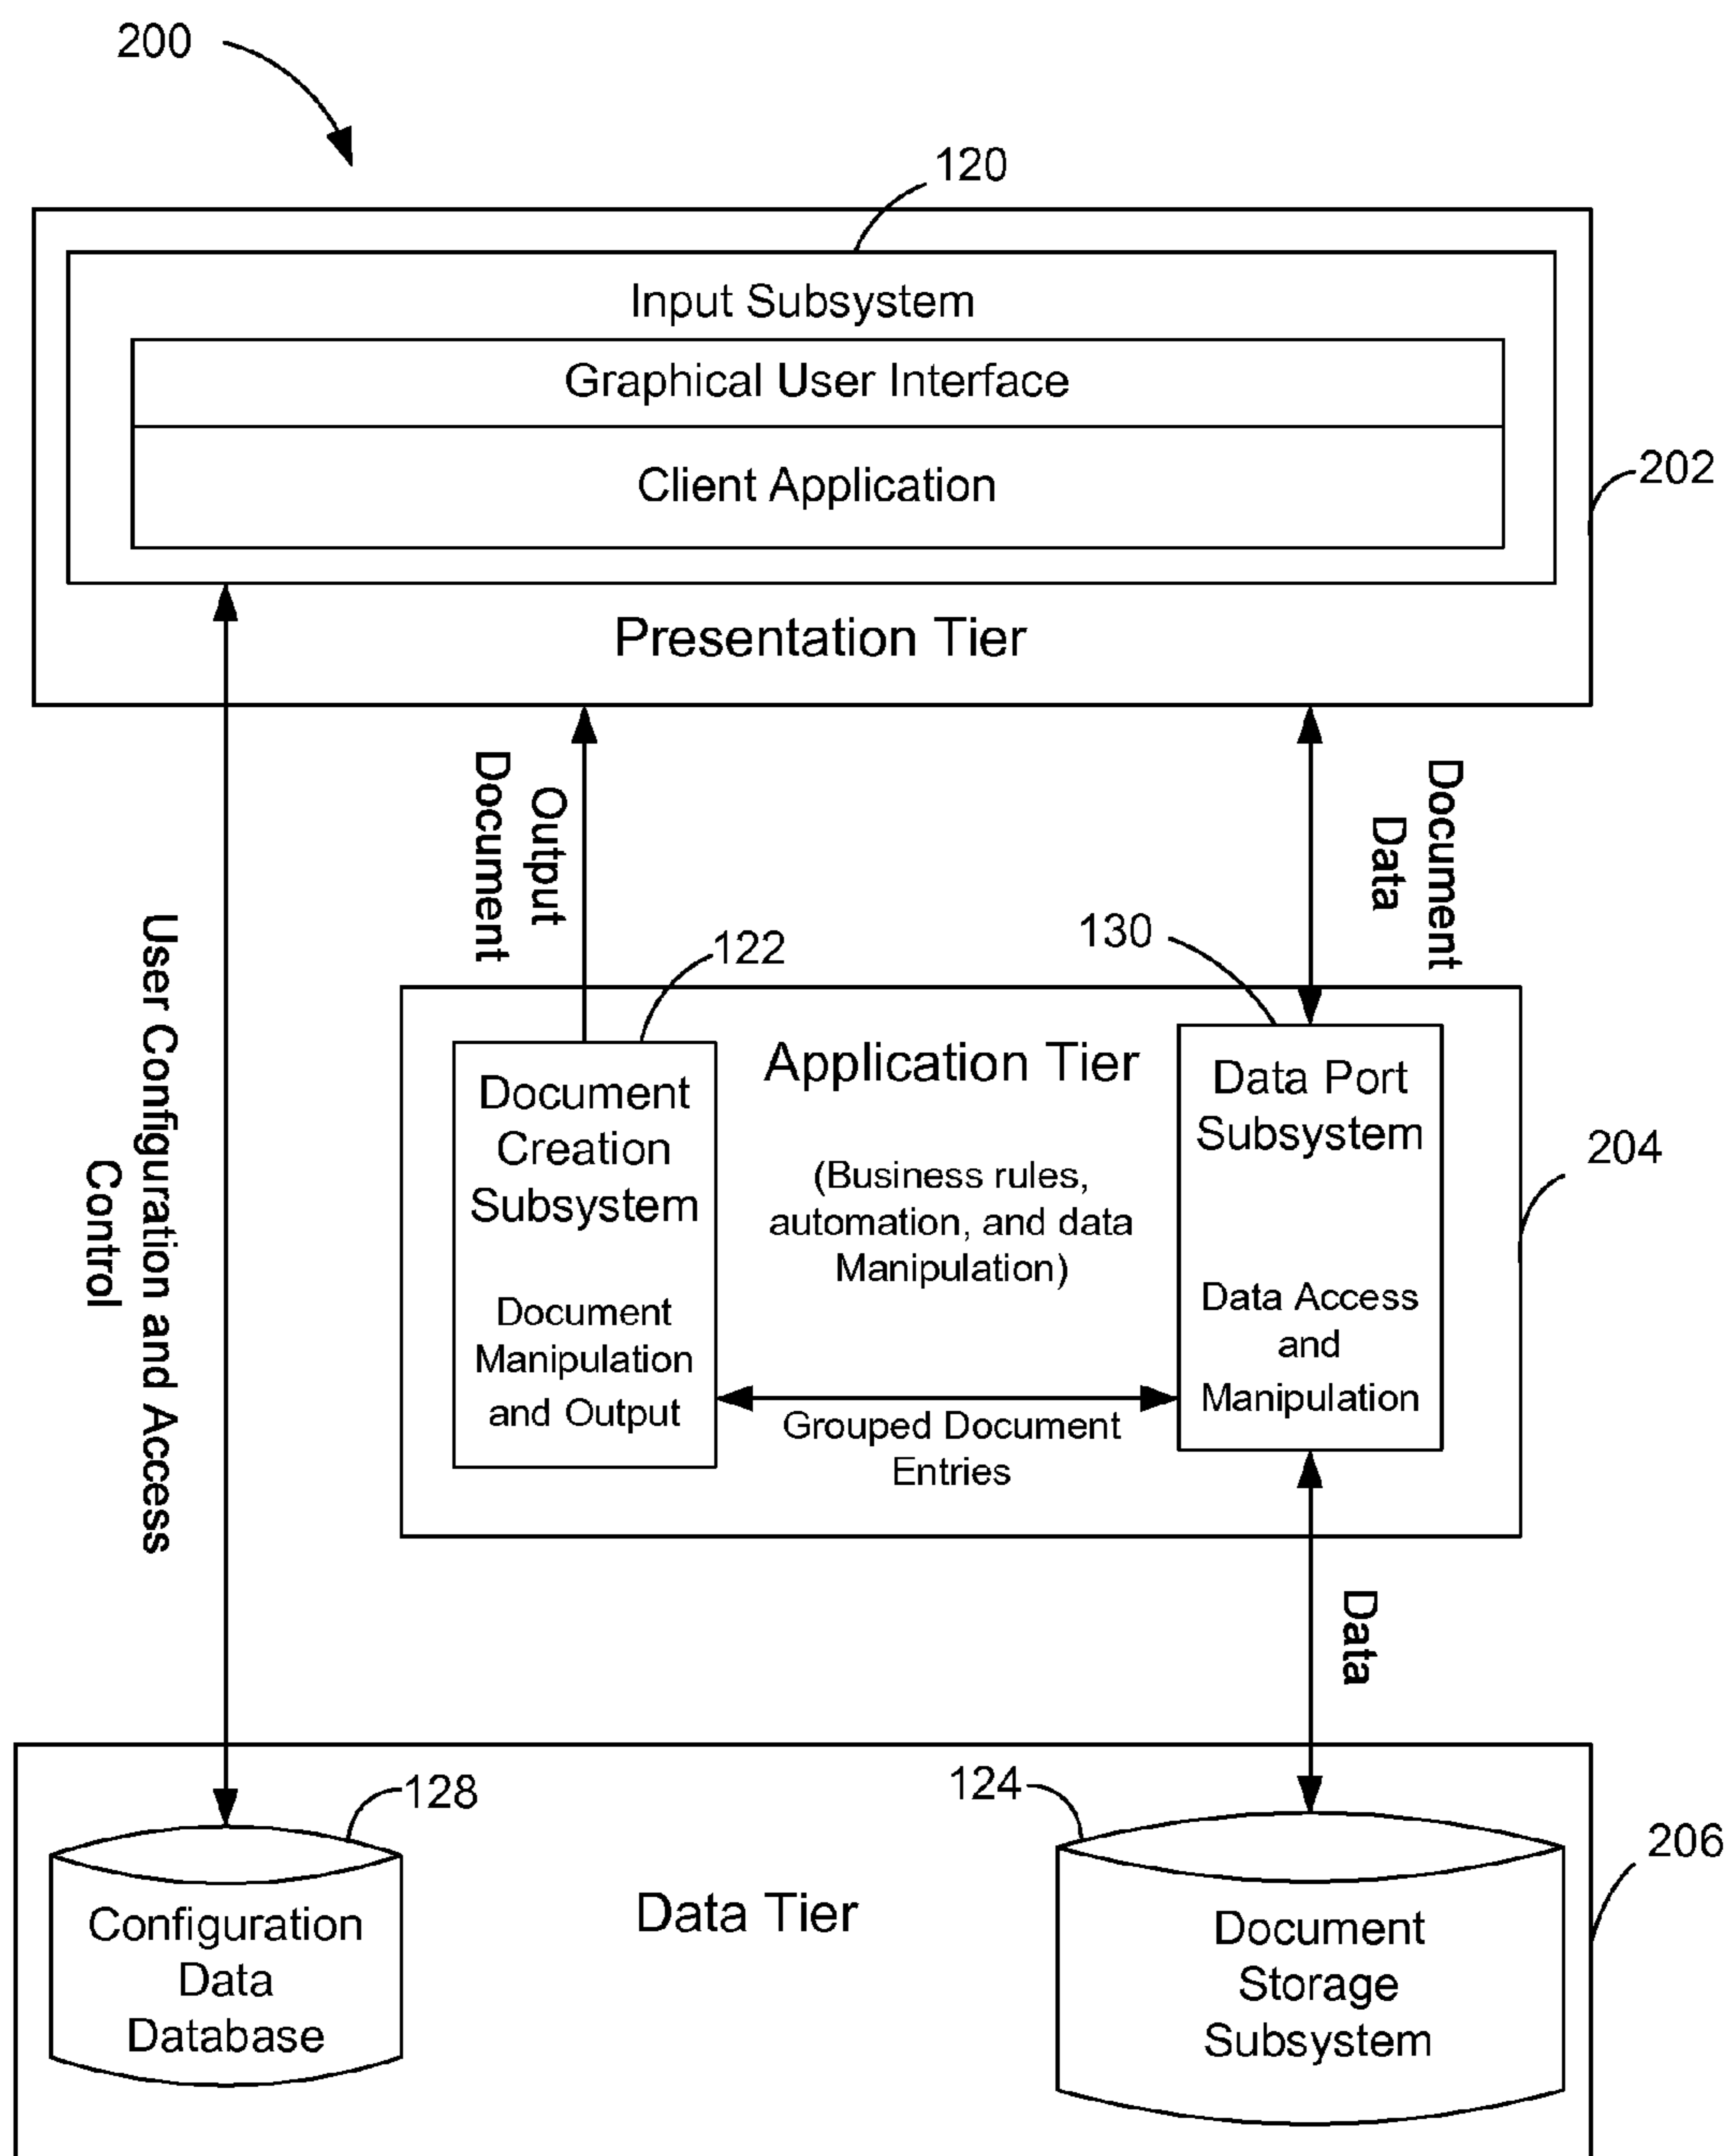 200
120
Input Subsystem
Graphical User Interface
Client Application
202
Presentation Tier
Output
Document
Document
Data
User Configuration and Access
Control
122
130
Application Tier
Document
Creation
Subsystem
Document
Manipulation
and Output
(Business rules,
automation, and data
Manipulation)
Data Port
Subsystem
Data Access
and
Manipulation
204
Grouped Document
Entries
Data
128
124
206
Configuration
Data
Database
Data Tier
Document
Storage
Subsystem